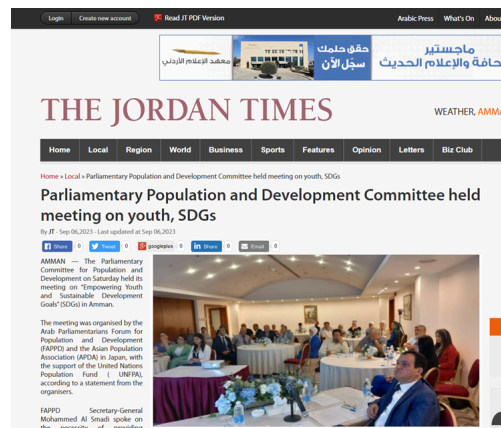 Login
Create new account
Read JT PDF Version
Arabic Press
What's On
Abou
معهد الإعلام الأردني
حقق حلمك
سجّل الآن
ماجستير
حافة والإعلام الحديث
THE JORDAN TIMES
WEATHER, AMMA
Home
Local
Region
World
Business
Sports
Features
Opinion
Letters
Biz Club
Home » Local » Parliamentary Population and Development Committee held meeting on youth, SDGs
Parliamentary Population and Development Committee held
meeting on youth, SDGs
By JT - Sep 06,2023 - Last updated at Sep 06,2023
Share 0
Tweet 0
googleplus 0
Share 0
Email 0
AMMAN — The Parliamentary
Committee for Population and
Development on Saturday held its
meeting on "Empowering Youth
and Sustainable Development
Goals" (SDGs) in Amman.
The meeting was organised by the
Arab Parliamentarians Forum for
Population and Development
(FAPPD) and the Asian Population
Association (APDA) in Japan, with
the support of the United Nations
Population Fund ( UNFPA),
according to a statement from the
organisers.
FAPPD Secretary-General
Mohammed Al Smadi spoke on
the necessity of providing